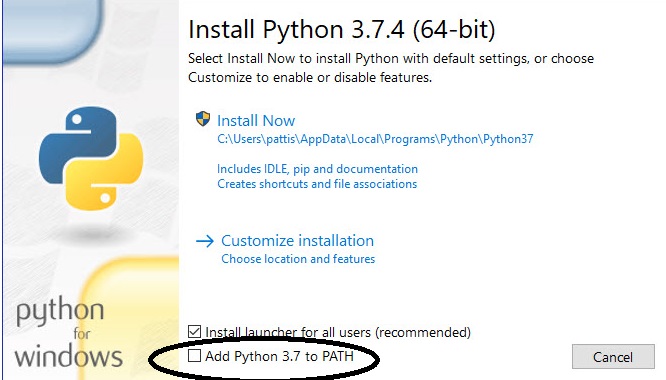 Install Python 3.7.4 (64-bit)
Select Install Now to install Python with default settings, or choose
Customize to enable or disable features.
Install Now
C:\Users\pattis\AppData\Local\Programs\Python\Python37
Includes IDLE, pip and documentation
Creates shortcuts and file associations
Customize installation
Choose location and features
python
for
windows
Install launcher for all users (recommended)
Add Python 3.7 to PATH
Cancel